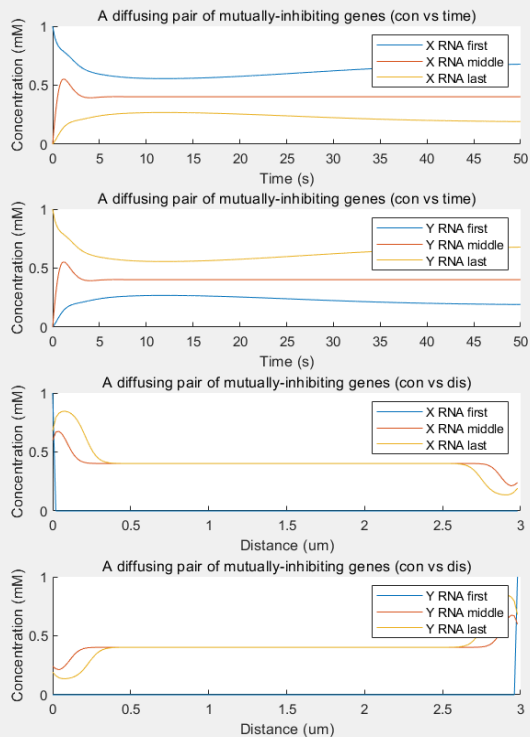 A diffusing pair of mutually-inhibiting genes (con vs time)
Concentration (mM)
1
0.5
0
X RNA first
X RNA middle
X RNA last
0 5 10 15 20 25 30 35 40 45 50
Time (s)
A diffusing pair of mutually-inhibiting genes (con vs time)
Concentration (mM)
1
0.5
0
Y RNA first
Y RNA middle
Y RNA last
0 5 10 15 20 25 30 35 40 45 50
Time (s)
A diffusing pair of mutually-inhibiting genes (con vs dis)
Concentration (mM)
1
0.5
0
X RNA first
X RNA middle
X RNA last
0 0.5 1 1.5 2 2.5 3
Distance (um)
A diffusing pair of mutually-inhibiting genes (con vs dis)
Concentration (mM)
1
0.5
0
Y RNA first
Y RNA middle
Y RNA last
0 0.5 1 1.5 2 2.5 3
Distance (um)